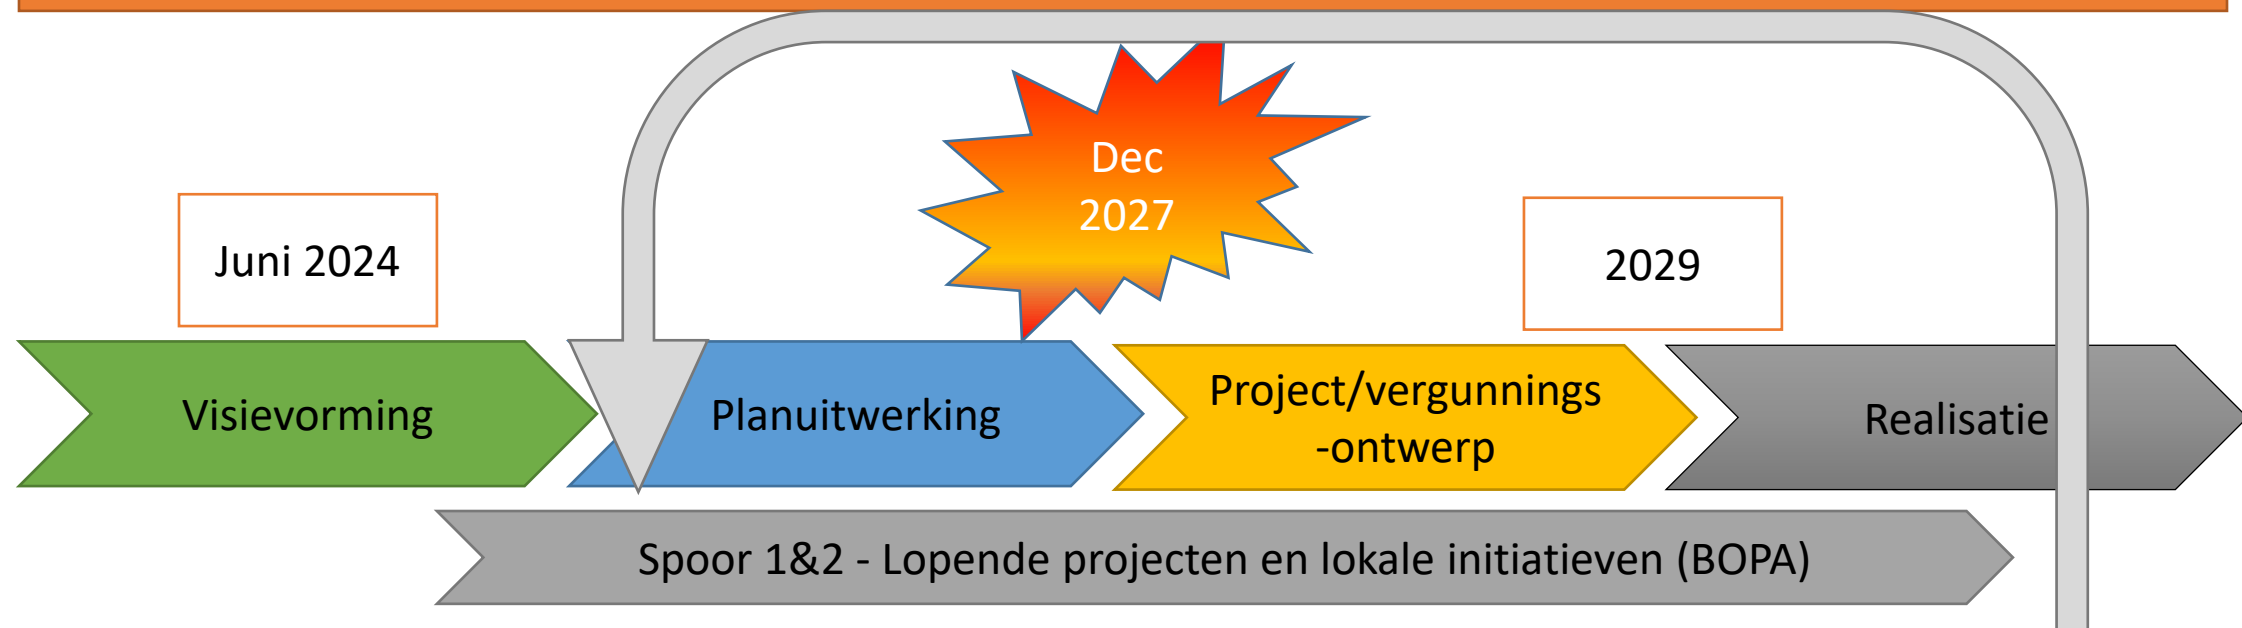 Dec
2027
Juni 2024
2029
Visievorming
Planuitwerking
Project/vergunnings
-ontwerp
Realisatie
Spoor 1&2 - Lopende projecten en lokale initiatieven (BOPA)